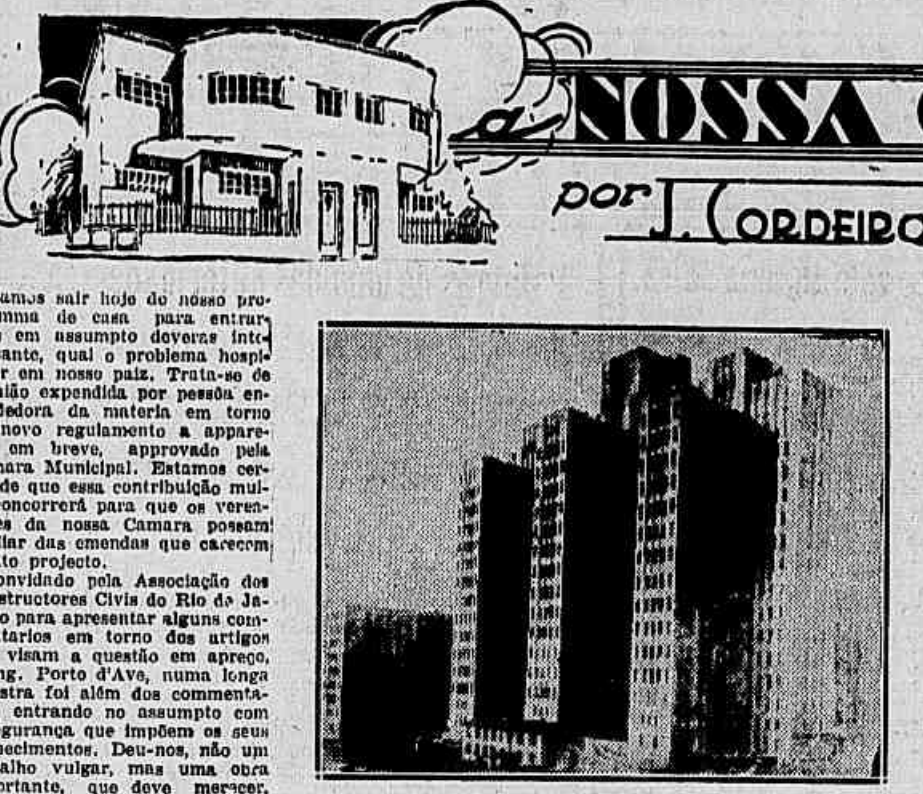 a NOSSA
por J. CORDEIRO
amos sair hoje do nosso pro-
mma de casa para entrar-
em assumpto deveras inte-
sante, qual o problema hospi-
r em nosso paiz. Trata-se de
nião expendida por pessôa en-
dedora da materia em torno
novo regulamento a appare-
em breve, approvado pela
mara Municipal. Estamos cer-
de que essa contribuição mui-
concorrerá para que os verea-
es da nossa Camara possam
liar das emendas que carecem
to projecto.
onvidado pela Associação dos
structores Civis do Rio de Ja-
o para apresentar alguns com-
tarios em torno dos artigos
visam a questão em apreço,
ng. Porto d'Ave, numa longa
stra foi além dos commenta-
entrando no assumpto com
gurança que impõem os seus
hecimentos. Deu-nos, não um
alho vulgar, mas uma obra
ortante, que deve merecer,